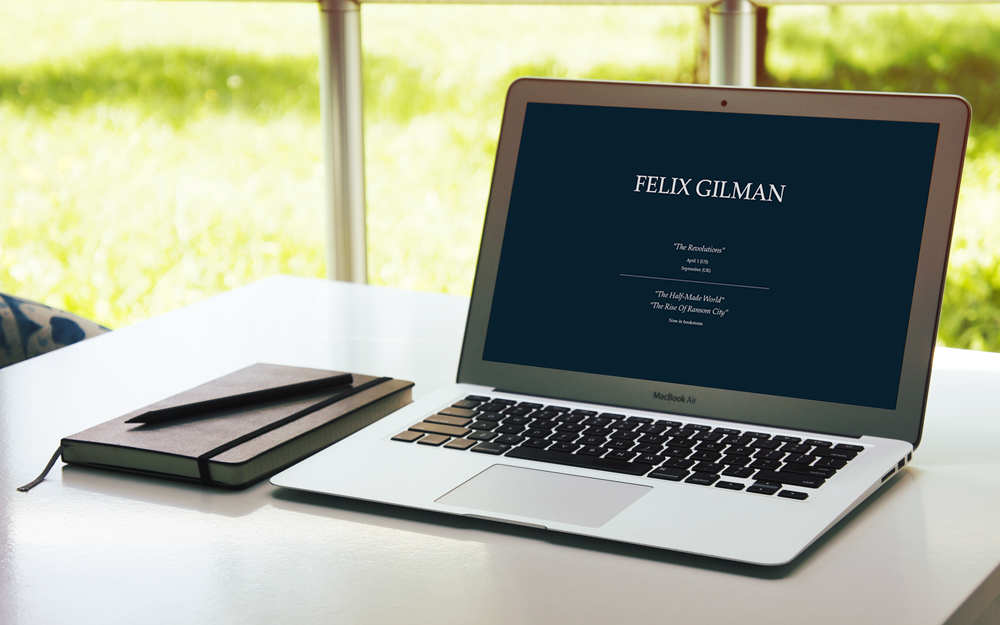 FELIX GILMAN
"The Revolutions"
April 1 (US)
September (UK)
"The Half-Made World"
"The Rise Of Ransom City"
Now in bookstores
MacBook Air